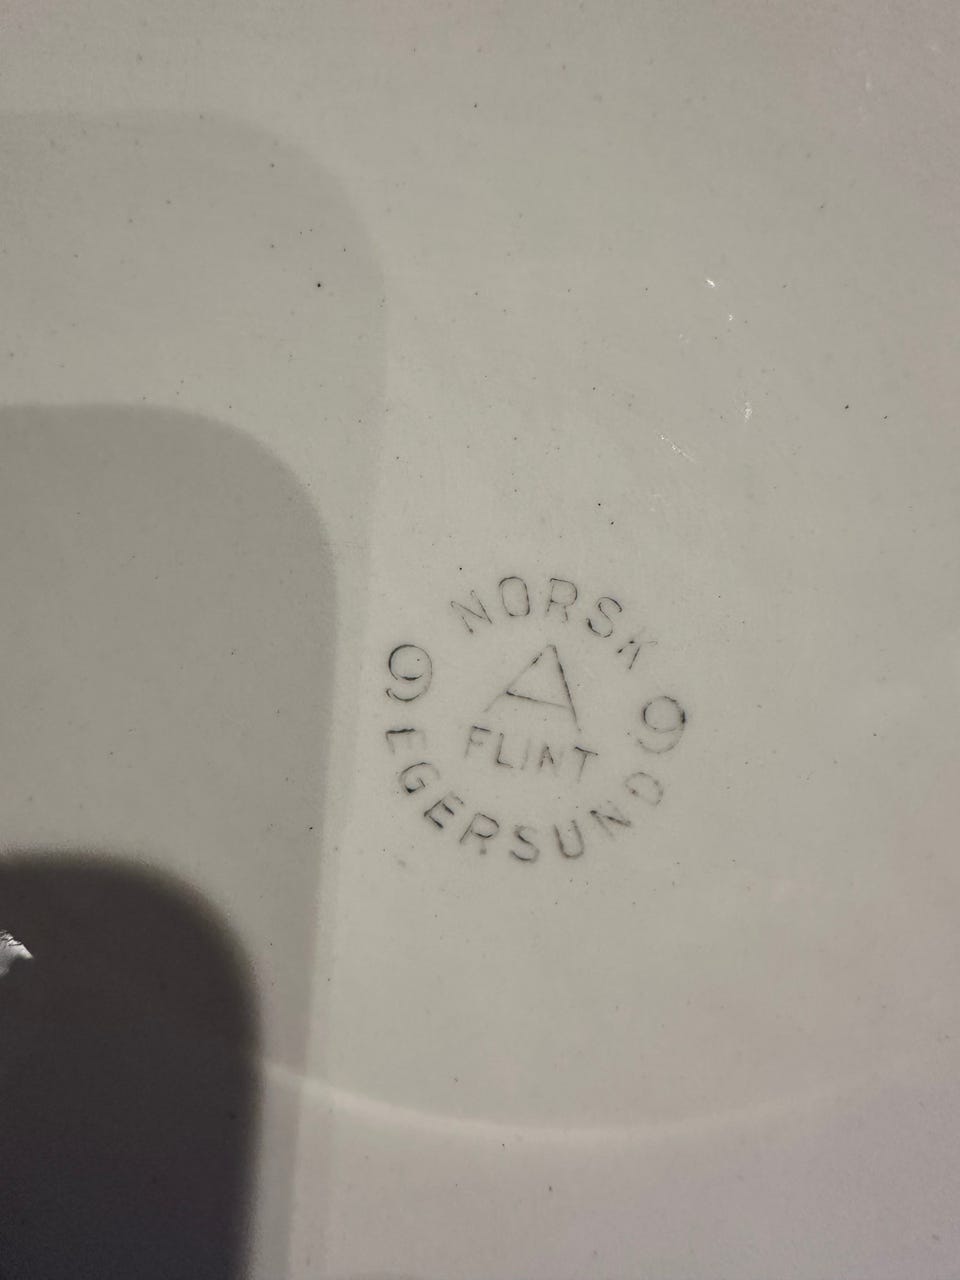 NORSK
9 A 9
FLINT
EGERSUND